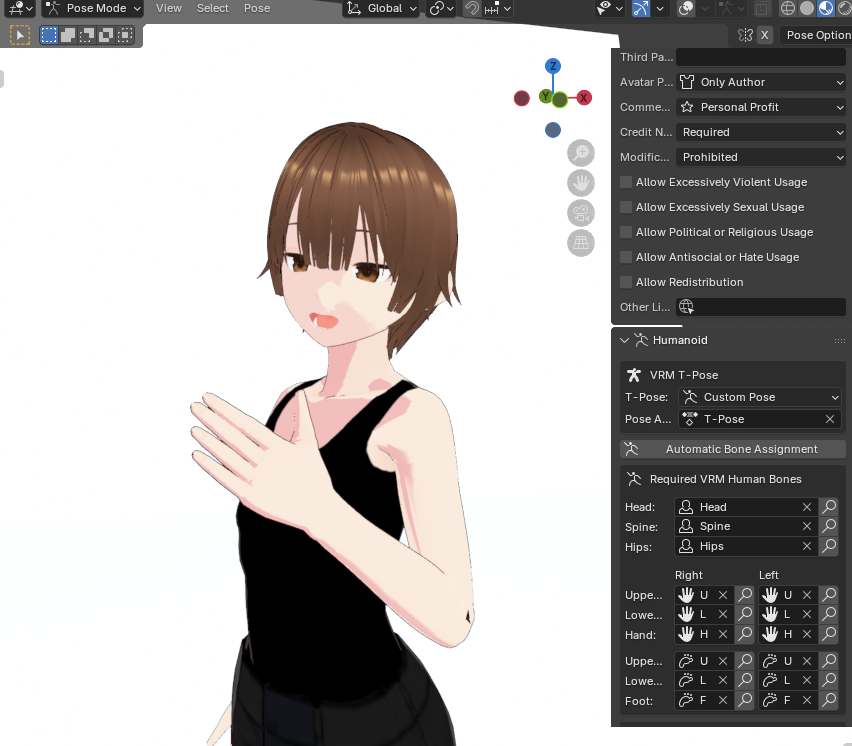 Pose Mode View Select Pose Global
X Pose Option
Z
Y X
Third Pa...
Avatar P... Only Author
Comme... Personal Profit
Credit N... Required
Modific... Prohibited
Allow Excessively Violent Usage
Allow Excessively Sexual Usage
Allow Political or Religious Usage
Allow Antisocial or Hate Usage
Allow Redistribution
Other Li...
Humanoid
VRM T-Pose
T-Pose: Custom Pose
Pose A... T-Pose
Automatic Bone Assignment
Required VRM Human Bones
Head: Head
Spine: Spine
Hips: Hips
Right Left
Uppe... U U
Lowe... L L
Hand: H H
Uppe... U U
Lowe... L L
Foot: F F